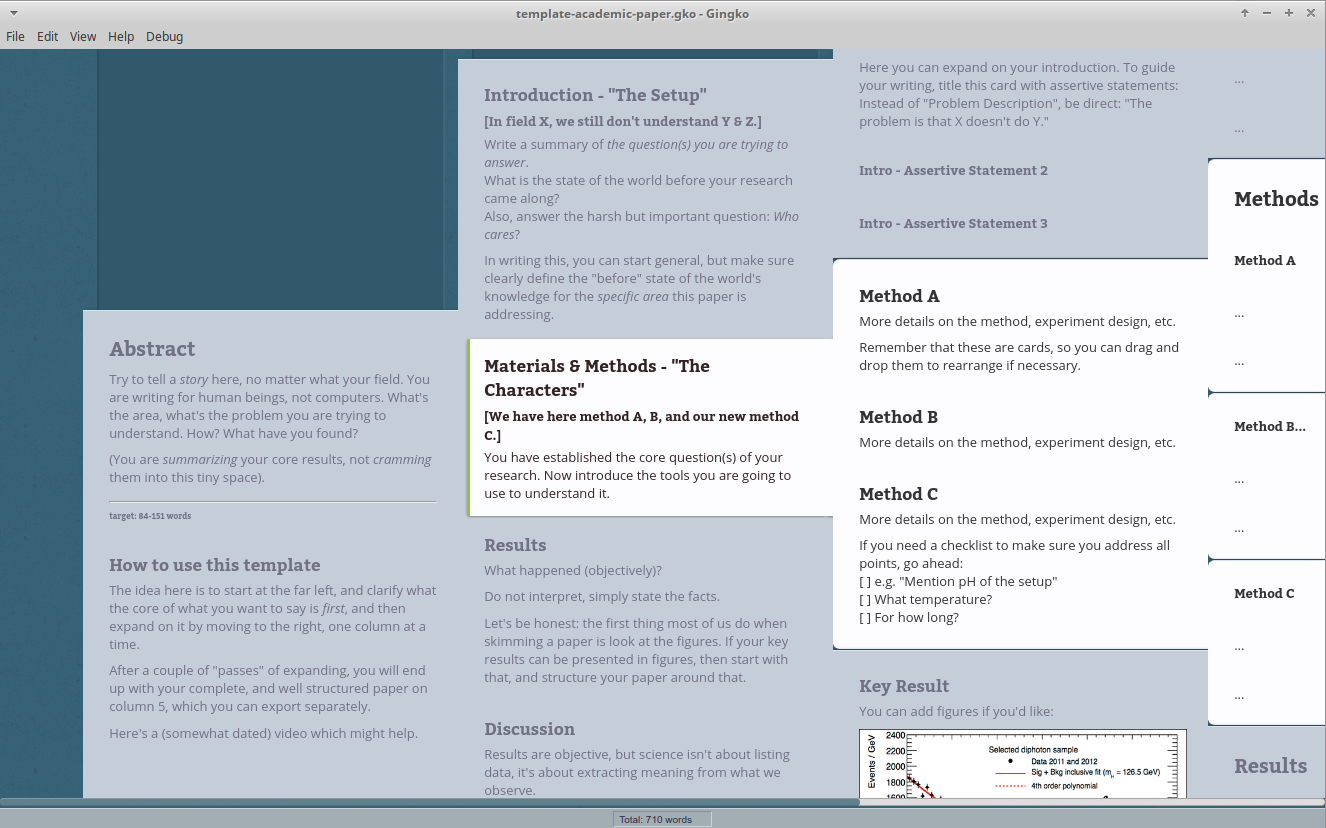 template-academic-paper.gko - Gingko
File Edit View Help Debug
Abstract
Try to tell a story here, no matter what your field. You
are writing for human beings, not computers. What's
the area, what's the problem you are trying to
understand. How? What have you found?
(You are summarizing your core results, not cramming
them into this tiny space).
target: 84-151 words
How to use this template
The idea here is to start at the far left, and clarify what
the core of what you want to say is first, and then
expand on it by moving to the right, one column at a
time.
After a couple of "passes" of expanding, you will end
up with your complete, and well structured paper on
column 5, which you can export separately.
Here's a (somewhat dated) video which might help.
Introduction - "The Setup"
[In field X, we still don't understand Y & Z.]
Write a summary of the question(s) you are trying to
answer.
What is the state of the world before your research
came along?
Also, answer the harsh but important question: Who
cares?
In writing this, you can start general, but make sure
clearly define the "before" state of the world's
knowledge for the specific area this paper is
addressing.
Materials & Methods - "The
Characters"
[We have here method A, B, and our new method
C.]
You have established the core question(s) of your
research. Now introduce the tools you are going to
use to understand it.
Results
What happened (objectively)?
Do not interpret, simply state the facts.
Let's be honest: the first thing most of us do when
skimming a paper is look at the figures. If your key
results can be presented in figures, then start with
that, and structure your paper around that.
Discussion
Results are objective, but science isn't about listing
data, it's about extracting meaning from what we
observe.
Here you can expand on your introduction. To guide
your writing, title this card with assertive statements:
Instead of "Problem Description", be direct: "The
problem is that X doesn't do Y."
Intro - Assertive Statement 2
Intro - Assertive Statement 3
Method A
More details on the method, experiment design, etc.
Remember that these are cards, so you can drag and
drop them to rearrange if necessary.
Method B
More details on the method, experiment design, etc.
Method C
More details on the method, experiment design, etc.
If you need a checklist to make sure you address all
points, go ahead:
[ ] e.g. "Mention pH of the setup"
[ ] What temperature?
[ ] For how long?
Key Result
You can add figures if you'd like:
Events / GeV
2400
2200
2000
1800
1600
Selected diphoton sample
Data 2011 and 2012
Sig + Bkg inclusive fit (mH = 126.5 GeV)
4th order polynomial
...
...
Methods
Method A
...
...
Method B...
...
...
Method C
...
...
Results
Total: 710 words